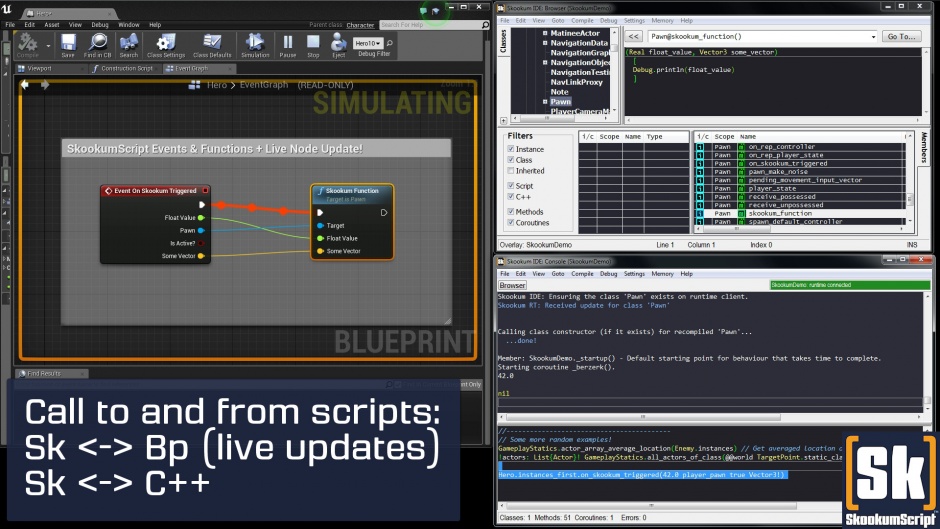 Hero
Parent class: Character
Search For Help
File Edit Asset View Debug Window Help
Compile Save Find in CB Search Class Settings Class Defaults Simulation Pause Stop Eject Hero10 Debug Filter
Viewport Construction Script Event Graph
Hero > EventGraph (READ-ONLY)
SIMULATING
SkookumScript Events & Functions + Live Node Update!
Event On Skookum Triggered
Float Value
Pawn
Is Active?
Some Vector
Skookum Function
Target is Pawn
Target
Float Value
Some Vector
BLUEPRINT
Find Results
Event Only
Call to and from scripts:
Sk <-> Bp (live updates)
Sk <-> C++
Skookum IDE: Browser (SkookumDemo)
File Edit View Goto Compile Debug Settings Memory Help
Classes
MatineeActor
NavigationData
NavigationGraph
NavigationObje
NavigationTesti
NavLinkProxy
Note
Pawn
PlayerCameraM
<< Pawn@skookum_function() Go To...
(Real float_value, Vector3 some_vector)
[
Debug.println(float_value)
]
Filters
Instance
Class
Inherited
Script
C++
Methods
Coroutines
i/c Scope Name Type
i/c Scope Name
Members
Pawn on_rep_controller
Pawn on_rep_player_state
Pawn on_skookum_triggered
Pawn pawn_make_noise
Pawn pending_movement_input_vector
Pawn player_state
Pawn receive_possessed
Pawn receive_unpossessed
Pawn skookum_function
Pawn spawn_default_controller
Overlay: SkookumDemo Line 1 Column 1 Index 0 INS
Skookum IDE: Console (SkookumDemo)
File Edit View Goto Compile Debug Settings Memory Help
Browser
SkookumDemo: runtime connected
Skookum IDE: Ensuring the class 'Pawn' exists on runtime client.
Skookum RT: Received update for class 'Pawn'
Calling class constructor (if it exists) for recompiled 'Pawn'...
...done!
Member: SkookumDemo._startup() - Default starting point for behaviour that takes time to complete.
Starting coroutine _berzerk().
42.0
nil
//---------------------------------------
// Some more random examples!
GameplayStatics.actor_array_average_location(Enemy.instances) // Get averaged location
!actors: List{Actor} GameplayStatics.all_actors_of_class(@@world TargetPoint.static_cla
Hero.instances_first.on_skookum_triggered(42.0 player_pawn true Vector3!)
Classes: 1 Methods: 51 Coroutines: 1 Errors: 0
[Sk]
SkookumScript